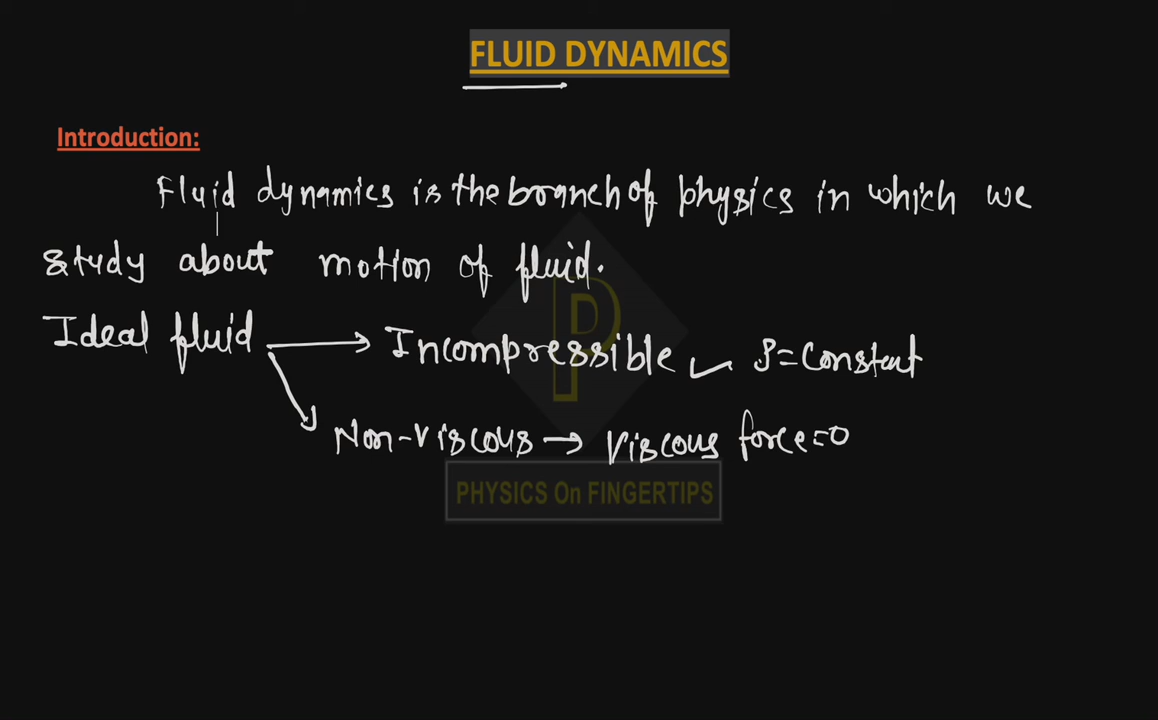 FLUID DYNAMICS
Introduction:
Fluid dynamics is the branch of physics in which we
study about motion of fluid.
Ideal fluid → Incompressible ✓ ρ=Constant
Non-Viscous → Viscous force=0
P
PHYSICS On FINGERTIPS